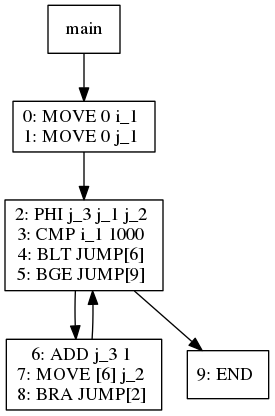 main
0: MOVE 0 i_1
1: MOVE 0 j_1
2: PHI j_3 j_1 j_2
3: CMP i_1 1000
4: BLT JUMP[6]
5: BGE JUMP[9]
6: ADD j_3 1
7: MOVE [6] j_2
8: BRA JUMP[2]
9: END